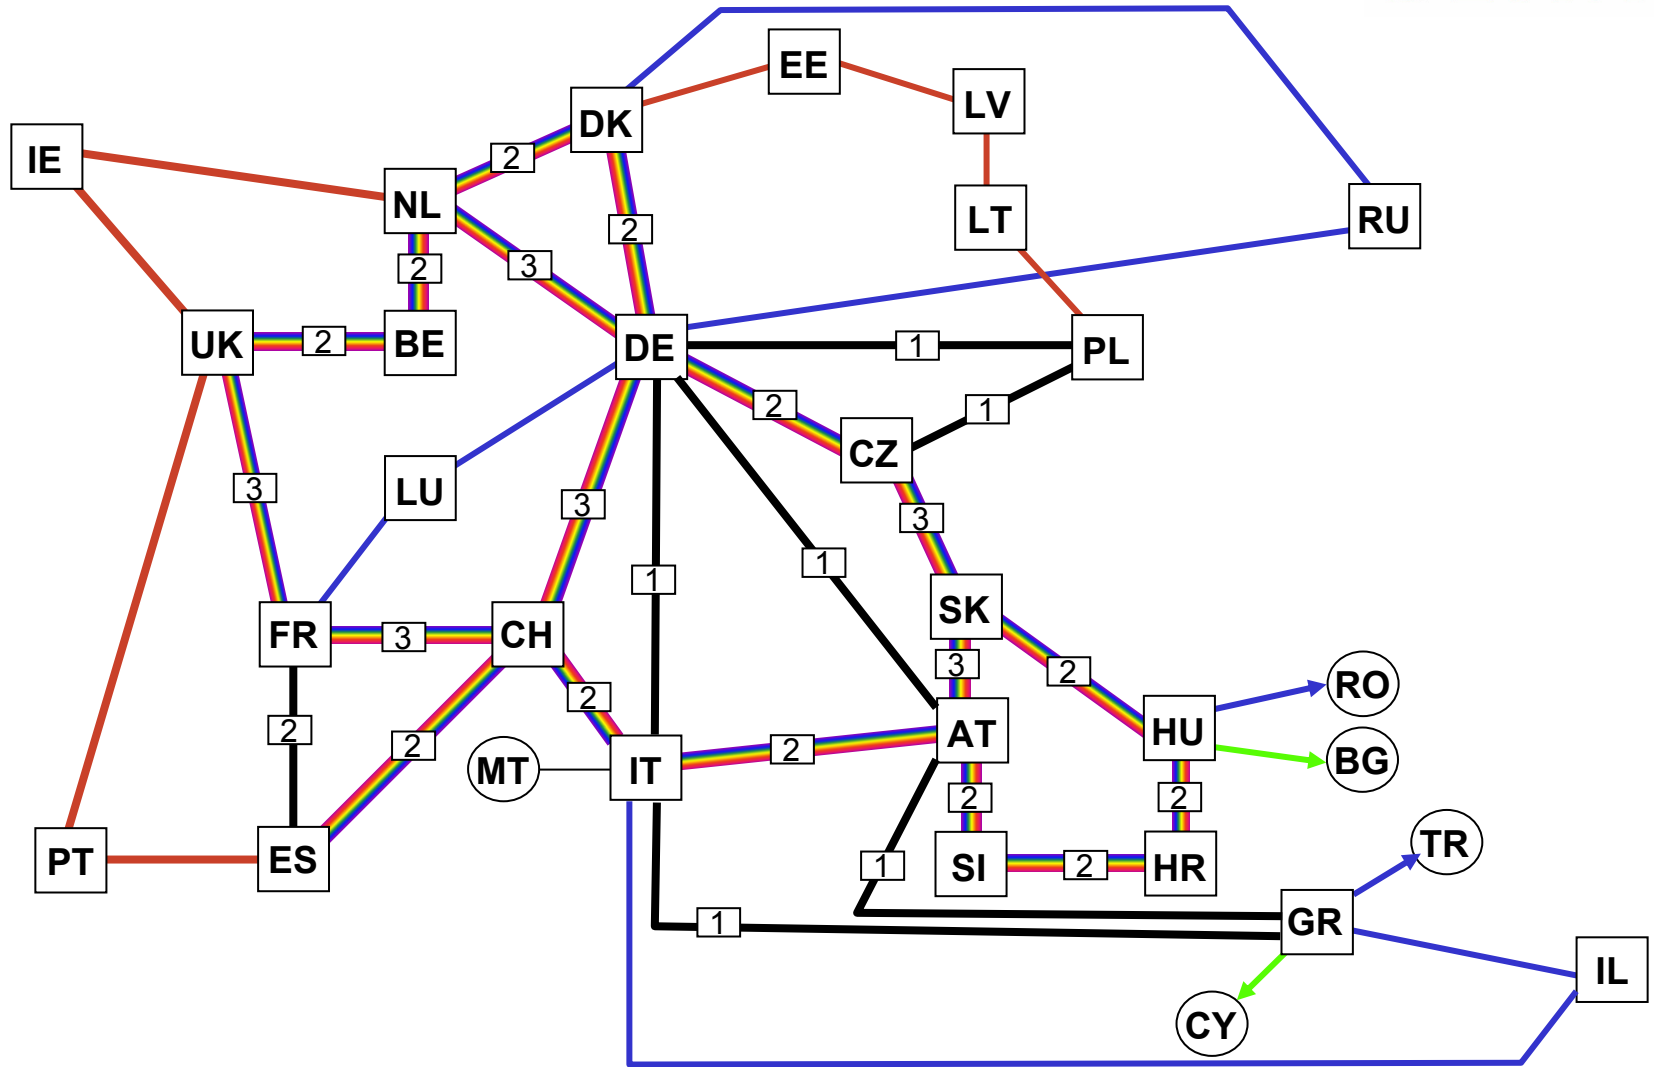 EE
LV
DK
IE
2
NL
LT
RU
2
3
2
UK
2
BE
DE
1
PL
2
1
CZ
3
LU
3
3
1
1
SK
FR
3
CH
3
2
2
RO
2
2
MT
IT
2
AT
HU
BG
2
2
PT
ES
1
SI
2
HR
TR
1
GR
IL
CY